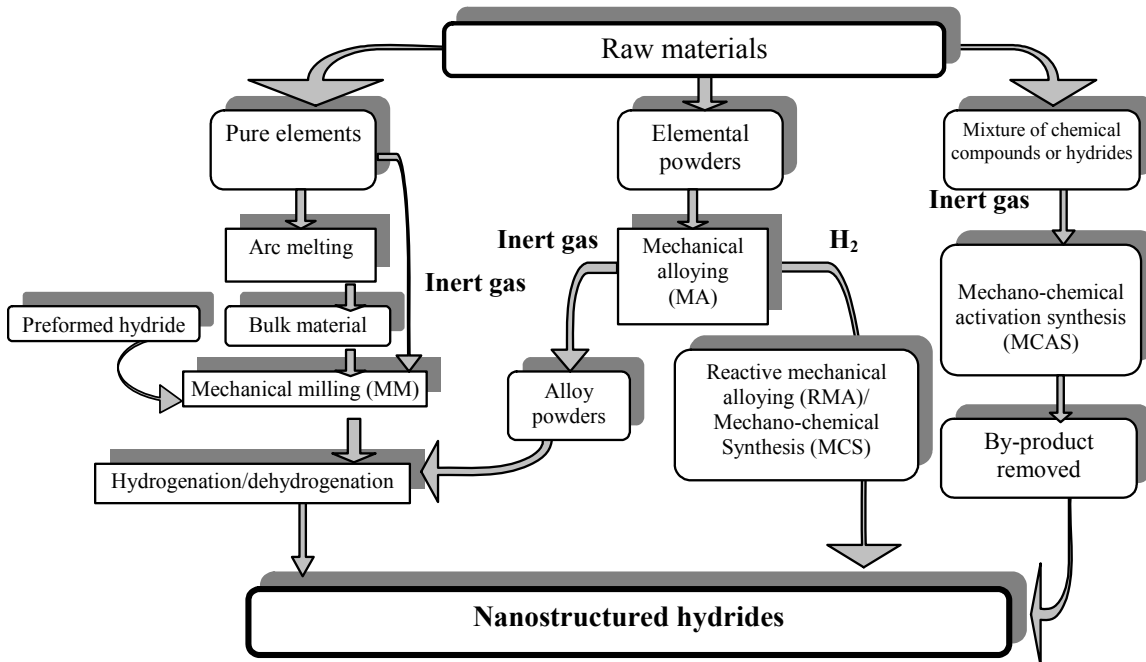 Raw materials
Pure elements
Elemental
powders
Mixture of chemical
compounds or hydrides
Inert gas
Arc melting
Inert gas
Mechanical
alloying
(MA)
H₂
Inert gas
Preformed hydride
Bulk material
Mechano-chemical
activation synthesis
(MCAS)
Mechanical milling (MM)
Alloy
powders
Reactive mechanical
alloying (RMA)/
Mechano-chemical
Synthesis (MCS)
By-product
removed
Hydrogenation/dehydrogenation
Nanostructured hydrides